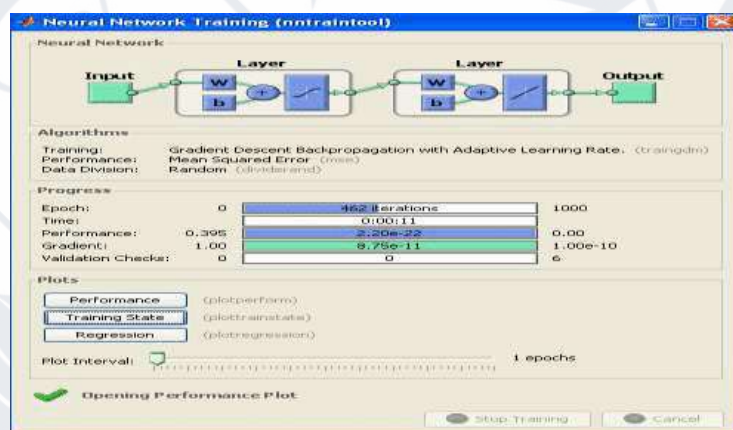 Neural Network Training (nntraintool)
Neural Network
Layer Layer
Input W b + W b + Output
Algorithms
Training: Gradient Descent Backpropagation with Adaptive Learning Rate. (traingdm)
Performance: Mean Squared Error (mse)
Data Division: Random (dividerand)
Progress
Epoch: 0 462 iterations 1000
Time: 0:00:11
Performance: 0.395 2.20e-22 0.00
Gradient: 1.00 8.75e-11 1.00e-10
Validation Checks: 0 0 6
Plots
Performance (plotperform)
Training State (plottrainstate)
Regression (plotregression)
Plot Interval: 1 epochs
Opening Performance Plot
Stop Training Cancel